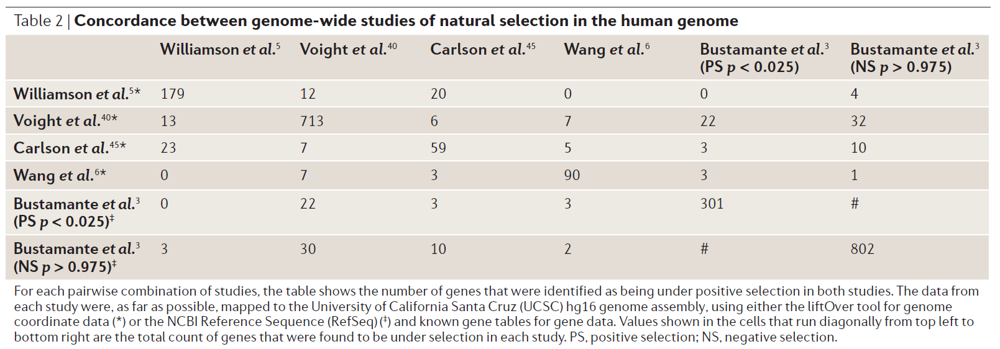 Table 2 | Concordance between genome-wide studies of natural selection in the human genome
Williamson et al.5 Voight et al.40 Carlson et al.45 Wang et al.6 Bustamante et al.3 (PS p < 0.025) Bustamante et al.3 (NS p > 0.975)
Williamson et al.5* 179 12 20 0 0 4
Voight et al.40* 13 713 6 7 22 32
Carlson et al.45* 23 7 59 5 3 10
Wang et al.6* 0 7 3 90 3 1
Bustamante et al.3 (PS p < 0.025)‡ 0 22 3 3 301 #
Bustamante et al.3 (NS p > 0.975)‡ 3 30 10 2 # 802
For each pairwise combination of studies, the table shows the number of genes that were identified as being under positive selection in both studies. The data from
each study were, as far as possible, mapped to the University of California Santa Cruz (UCSC) hg16 genome assembly, using either the liftOver tool for genome
coordinate data (*) or the NCBI Reference Sequence (RefSeq) (‡) and known gene tables for gene data. Values shown in the cells that run diagonally from top left to
bottom right are the total count of genes that were found to be under selection in each study. PS, positive selection; NS, negative selection.